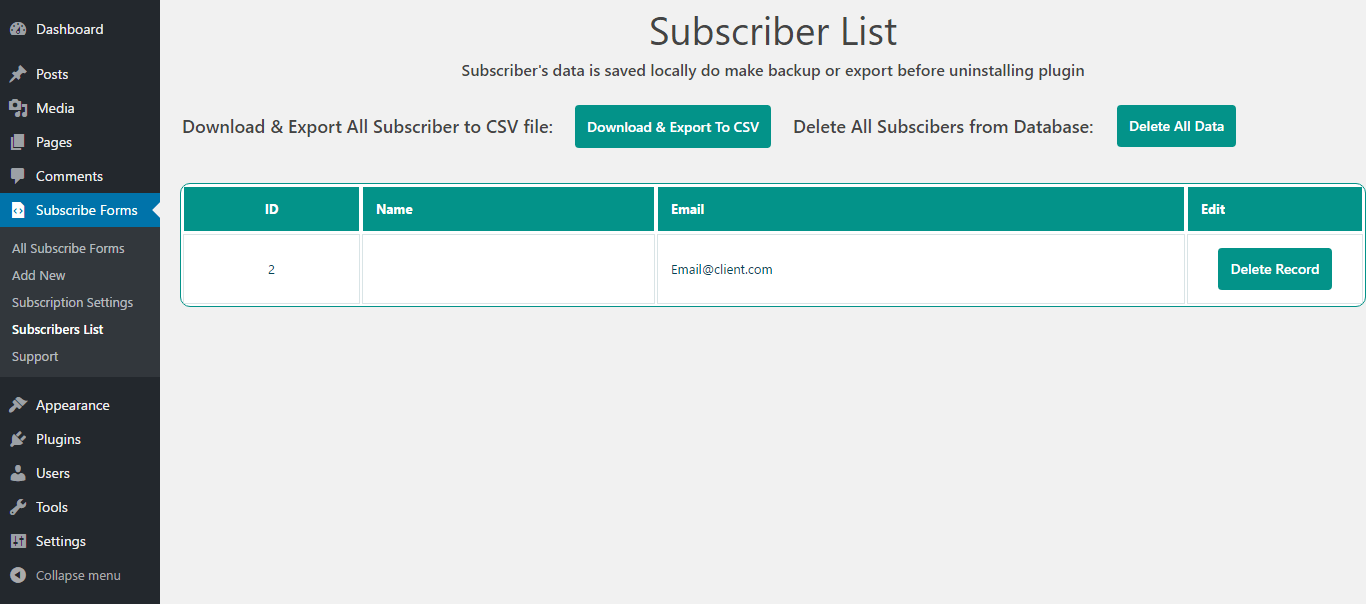 Dashboard
Posts
Media
Pages
Comments
Subscribe Forms
All Subscribe Forms
Add New
Subscription Settings
Subscribers List
Support
Appearance
Plugins
Users
Tools
Settings
Collapse menu
Subscriber List
Subscriber's data is saved locally do make backup or export before uninstalling plugin
Download & Export All Subscriber to CSV file: Download & Export To CSV Delete All Subscibers from Database: Delete All Data
ID Name Email Edit
2 Email@client.com Delete Record